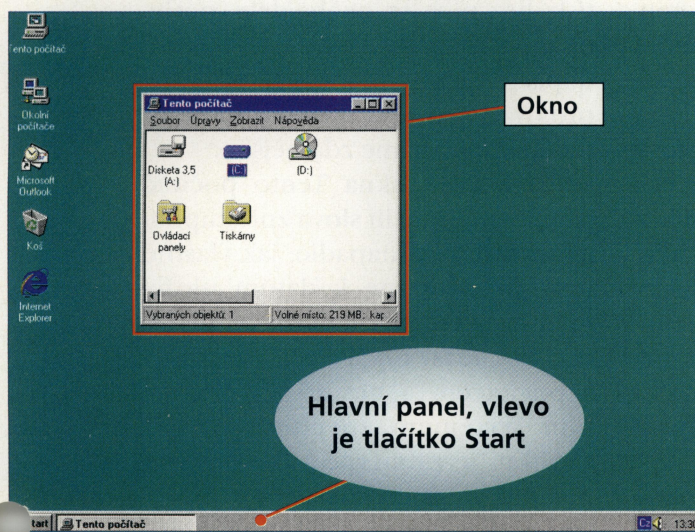 Tento počítač
Okolní
počítače
Microsoft
Outlook
Koš
Internet
Explorer
Tento počítač
Soubor Úpravy Zobrazit Nápověda
Disketa 3,5
(A:)
(C:)
(D:)
Ovládací
panely
Tiskárny
Vybraných objektů: 1
Volné místo: 219 MB; kap
Okno
Hlavní panel, vlevo
je tlačítko Start
tart
Tento počítač
Cz
13:3